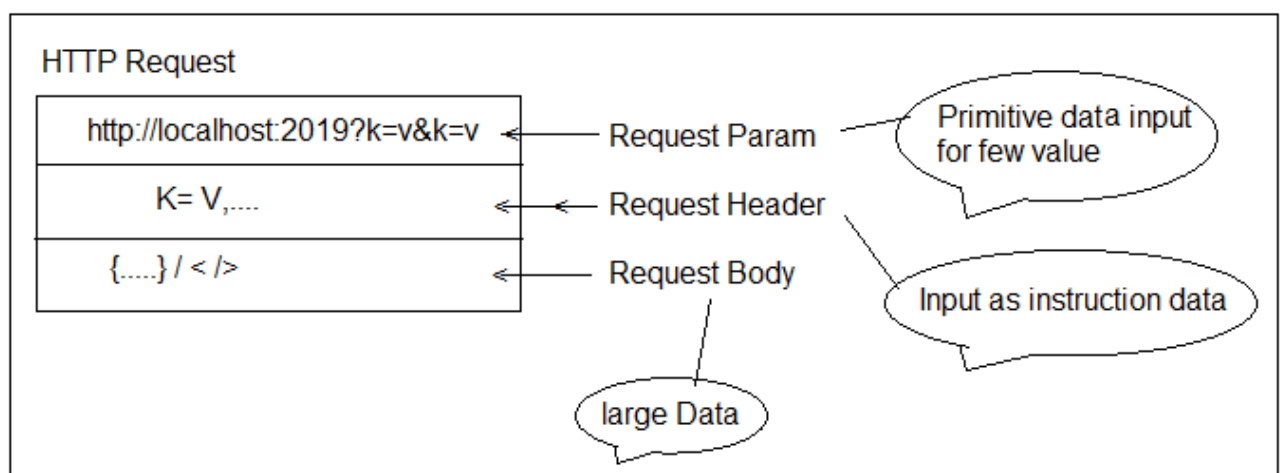 HTTP Request
http://localhost:2019?k=v&k=v
Request Param
Primitive data input
for few value
K= V,....
Request Header
{.....} / < />
Request Body
Input as instruction data
large Data